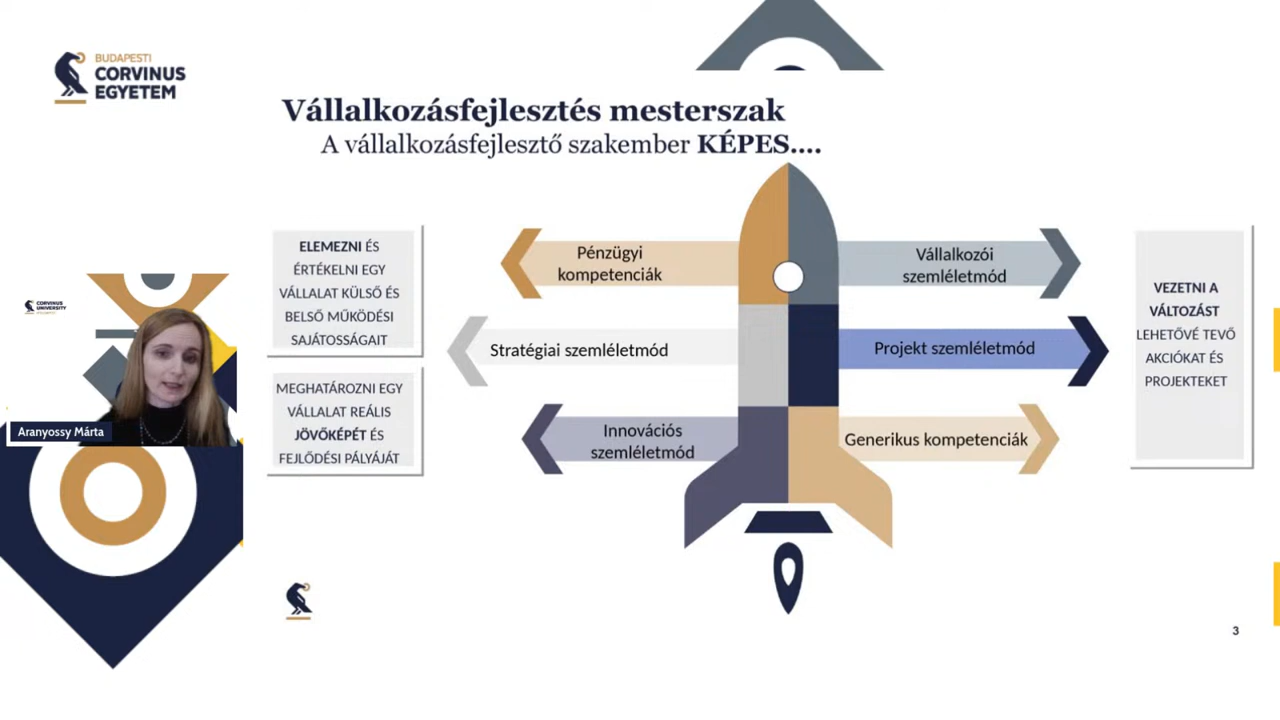 BUDAPESTI
CORVINUS
EGYETEM
Vállalkozásfejlesztés mesterszak
A vállalkozásfejlesztő szakember KÉPES....
ELEMEZNI ÉS
ÉRTÉKELNI EGY
VÁLLALAT KÜLSŐ ÉS
BELSŐ MŰKÖDÉSI
SAJÁTOSSÁGAIT
MEGHATÁROZNI EGY
VÁLLALAT REÁLIS
JÖVŐKÉPÉT ÉS
FEJLŐDÉSI PÁLYÁJÁT
Pénzügyi
kompetenciák
Stratégiai szemléletmód
Innovációs
szemléletmód
Vállalkozói
szemléletmód
Projekt szemléletmód
Generikus kompetenciák
VEZETNI A
VÁLTOZÁST
LEHETŐVÉ TEVŐ
AKCIÓKAT ÉS
PROJEKTEKET
CORVINUS
UNIVERSITY
Aranyossy Márta
3